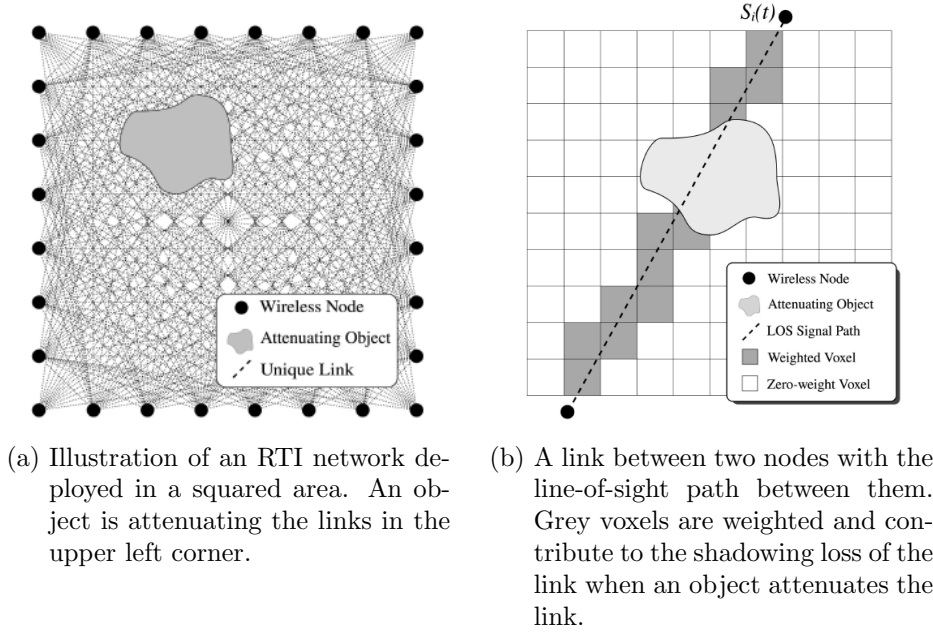 S_i(t)
Wireless Node
Attenuating Object
Unique Link
Wireless Node
Attenuating Object
LOS Signal Path
Weighted Voxel
Zero-weight Voxel
(a) Illustration of an RTI network de-
ployed in a squared area. An ob-
ject is attenuating the links in the
upper left corner.
(b) A link between two nodes with the
line-of-sight path between them.
Grey voxels are weighted and con-
tribute to the shadowing loss of the
link when an object attenuates the
link.